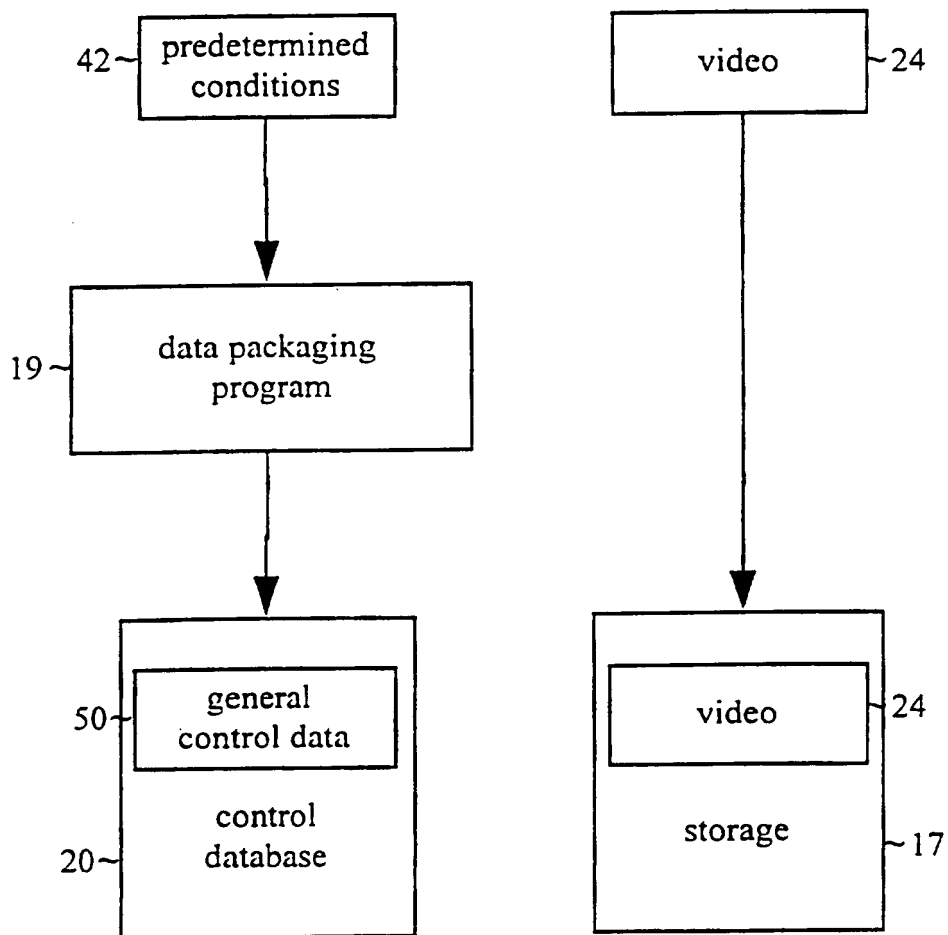 42
predetermined
conditions
video
24
19
data packaging
program
50
general
control data
control
database
20
video
24
storage
17